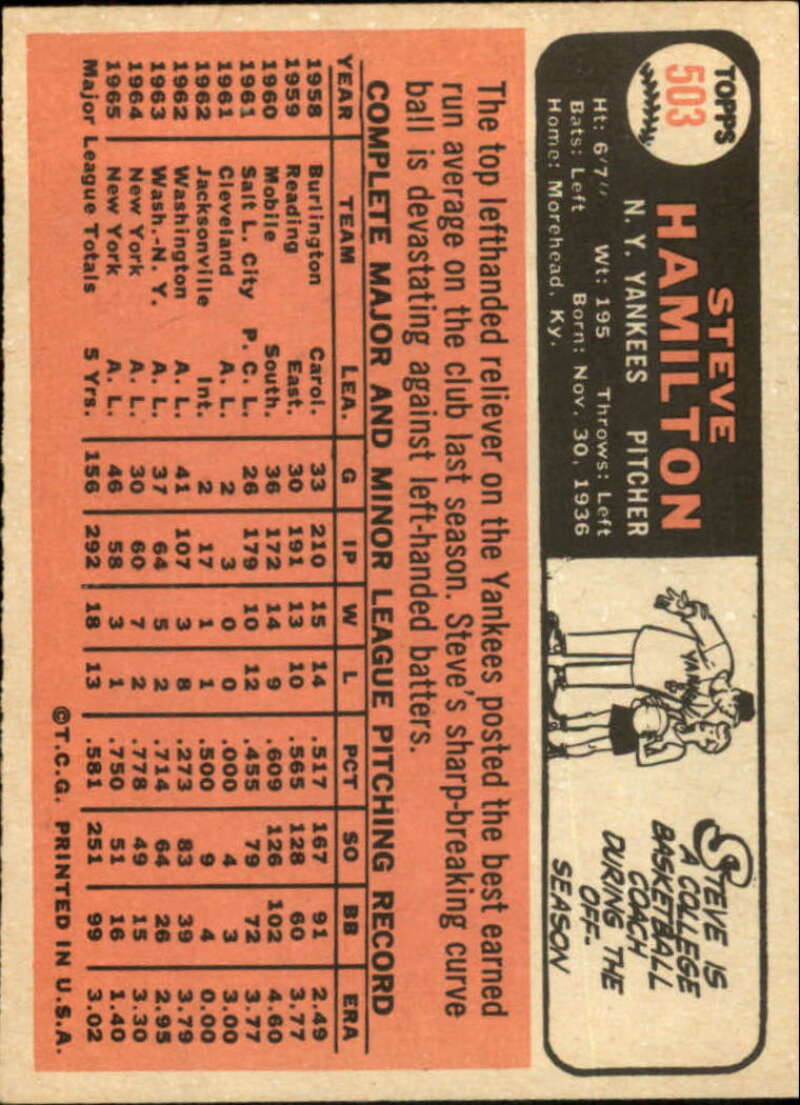 TOPPS
503
STEVE
HAMILTON
N. Y. YANKEES PITCHER
Ht: 6'7" Wt: 195 Throws: Left
Bats: Left Born: Nov. 30, 1936
Home: Morehead, Ky.
YANK
STEVE IS
A COLLEGE
BASKETBALL
COACH
DURING THE
OFF-
SEASON
The top lefthanded reliever on the Yankees posted the best earned
run average on the club last season. Steve's sharp-breaking curve
ball is devastating against left-handed batters.
COMPLETE MAJOR AND MINOR LEAGUE PITCHING RECORD
YEAR TEAM LEA. G IP W L PCT SO BB ERA
1958 Burlington Carol. 33 210 15 14 .517 167 91 2.49
1959 Reading East. 30 191 13 10 .565 128 60 3.77
1960 Mobile South. 36 172 14 9 .609 126 102 4.60
1961 Salt L. City P. C. L. 26 179 10 12 .455 79 72 3.77
1961 Cleveland A. L. 2 3 0 0 .000 4 3 3.00
1962 Jacksonville Int. 2 17 1 1 .500 9 4 0.00
1962 Washington A. L. 41 107 3 8 .273 83 39 3.79
1963 Wash.-N. Y. A. L. 37 64 5 2 .714 64 26 2.95
1964 New York A. L. 30 60 7 2 .778 49 15 3.30
1965 New York A. L. 46 58 3 1 .750 51 16 1.40
Major League Totals 5 Yrs. 156 292 18 13 .581 251 99 3.02
©T.C.G. PRINTED IN U.S.A.